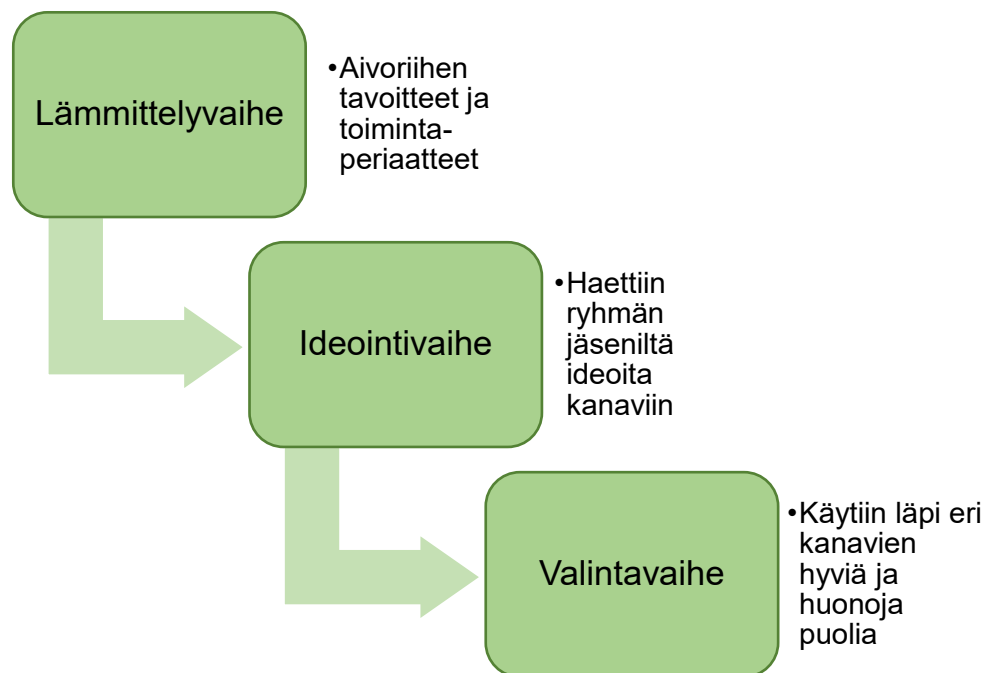 Lämmittelyvaihe
•Aivoriihen
tavoitteet ja
toiminta-
periaatteet
Ideointivaihe
•Haettiin
ryhmän
jäseniltä
ideoita
kanaviin
Valintavaihe
•Käytiin läpi eri
kanavien
hyviä ja
huonoja
puolia